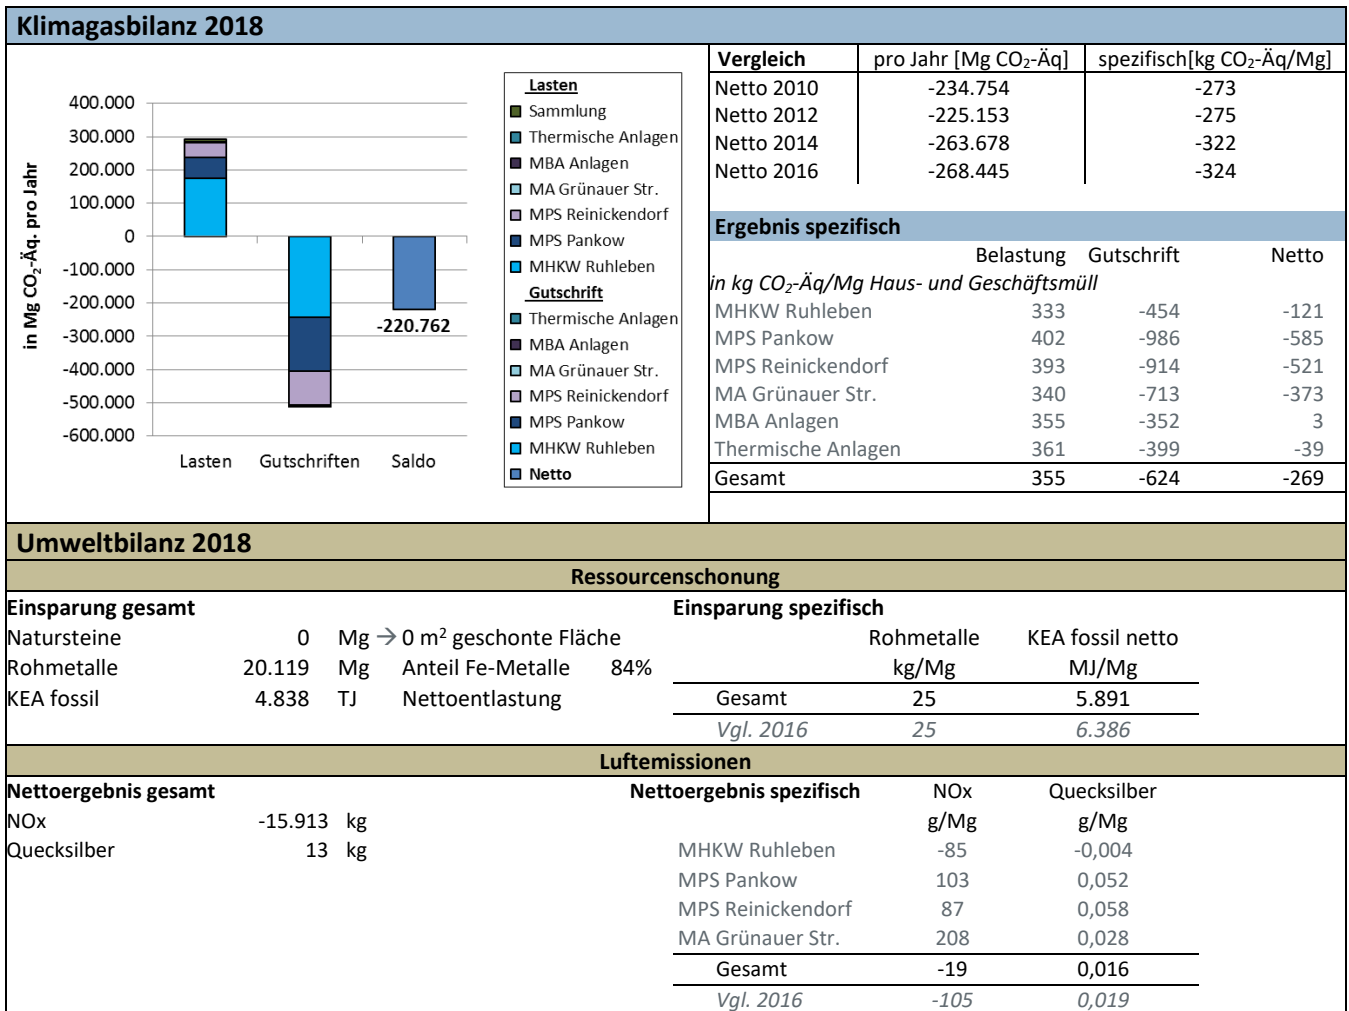 Klimagasbilanz 2018
in Mg CO₂-Äq. pro Jahr
400.000
300.000
200.000
100.000
0
-100.000
-200.000
-300.000
-400.000
-500.000
-600.000
-220.762
Lasten Gutschriften Saldo
Lasten
Sammlung
Thermische Anlagen
MBA Anlagen
MA Grünauer Str.
MPS Reinickendorf
MPS Pankow
MHKW Ruhleben
Gutschrift
Thermische Anlagen
MBA Anlagen
MA Grünauer Str.
MPS Reinickendorf
MPS Pankow
MHKW Ruhleben
Netto
Vergleich pro Jahr [Mg CO₂-Äq] spezifisch[kg CO₂-Äq/Mg]
Netto 2010 -234.754 -273
Netto 2012 -225.153 -275
Netto 2014 -263.678 -322
Netto 2016 -268.445 -324
Ergebnis spezifisch
Belastung Gutschrift Netto
in kg CO₂-Äq/Mg Haus- und Geschäftsmüll
MHKW Ruhleben 333 -454 -121
MPS Pankow 402 -986 -585
MPS Reinickendorf 393 -914 -521
MA Grünauer Str. 340 -713 -373
MBA Anlagen 355 -352 3
Thermische Anlagen 361 -399 -39
Gesamt 355 -624 -269
Umweltbilanz 2018
Ressourcenschonung
Einsparung gesamt
Natursteine 0 Mg → 0 m² geschonte Fläche
Rohmetalle 20.119 Mg Anteil Fe-Metalle 84%
KEA fossil 4.838 TJ Nettoentlastung
Einsparung spezifisch
Rohmetalle KEA fossil netto
kg/Mg MJ/Mg
Gesamt 25 5.891
Vgl. 2016 25 6.386
Luftemissionen
Nettoergebnis gesamt
NOx -15.913 kg
Quecksilber 13 kg
Nettoergebnis spezifisch NOx Quecksilber
g/Mg g/Mg
MHKW Ruhleben -85 -0,004
MPS Pankow 103 0,052
MPS Reinickendorf 87 0,058
MA Grünauer Str. 208 0,028
Gesamt -19 0,016
Vgl. 2016 -105 0,019